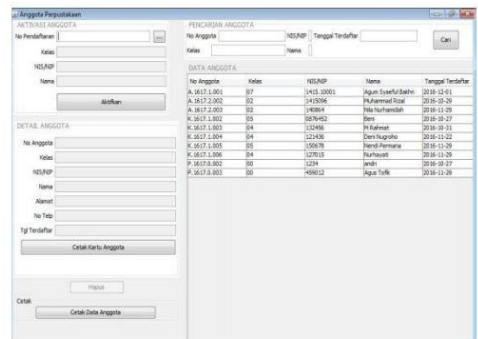 Anggota Perpustakaan
AKTIVASI ANGGOTA
No Pendaftaran
...
Kelas
NIS/NIP
Nama
Aktifkan
DETAIL ANGGOTA
No Anggota
Kelas
NIS/NIP
Nama
Alamat
No Telp
Tgl Terdaftar
Cetak Kartu Anggota
Hapus
Cetak
Cetak Data Anggota
PENCARIAN ANGGOTA
No Anggota NIS/NIP Tanggal Terdaftar
Cari
Kelas Nama
DATA ANGGOTA
No Anggota Kelas NIS/NIP Nama Tanggal Terdaftar
A.1617.1.001 07 1415.10001 Agum Syaeful Bakhri 2016-12-01
A.1617.2.002 02 1415096 Muhammad Rizal 2016-10-29
A.1617.2.003 02 140864 Nila Nurhamidah 2016-11-29
K.1617.1.002 05 0876452 Beni 2016-10-27
K.1617.1.003 04 132456 M Rahmat 2016-10-31
K.1617.1.004 04 121436 Deni Nugroho 2016-11-22
K.1617.1.005 05 150678 Nendi Permana 2016-11-29
K.1617.1.006 04 127015 Nurhayati 2016-11-29
P.1617.0.002 00 1234 andri 2016-10-27
P.1617.0.003 00 459012 Agus Tofik 2016-11-29